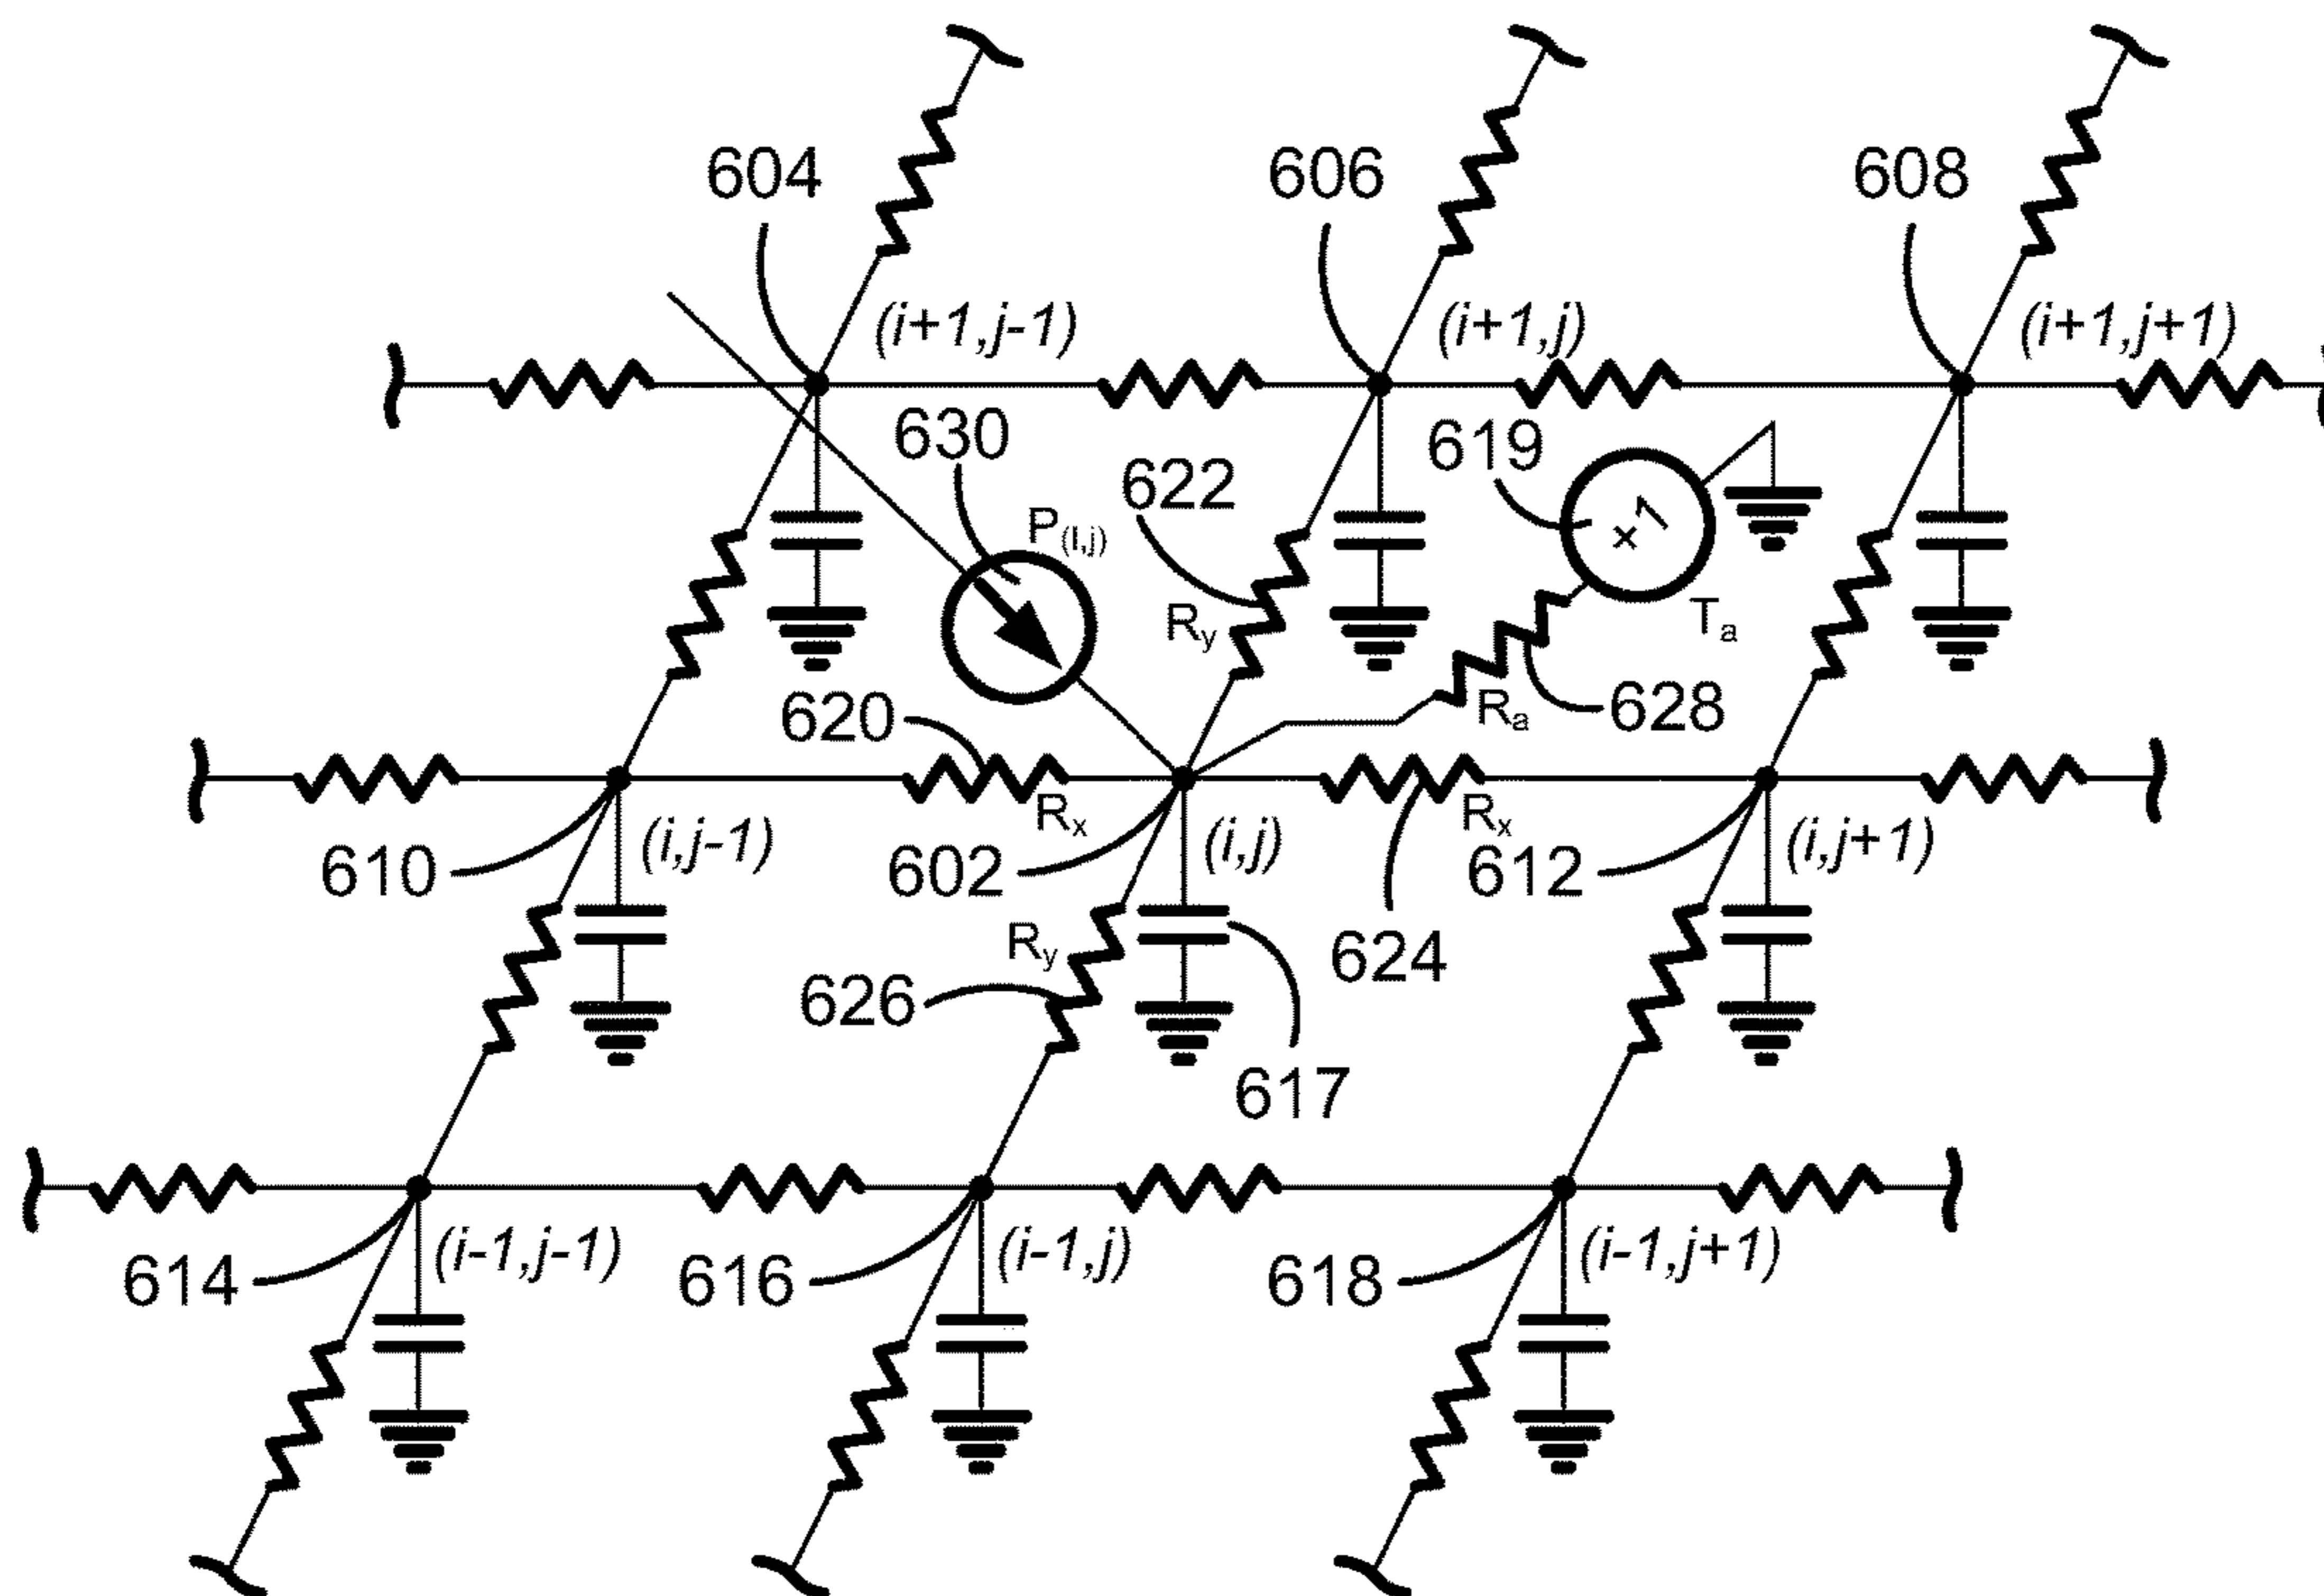 604
606
608
(i+1,j-1)
(i+1,j)
(i+1,j+1)
630
619
622
P(i,j)
×1
Ry
Ta
620
Ra
628
Rx
Rx
610
(i,j-1)
602
(i,j)
612
(i,j+1)
Ry
624
626
617
614
(i-1,j-1)
616
(i-1,j)
618
(i-1,j+1)